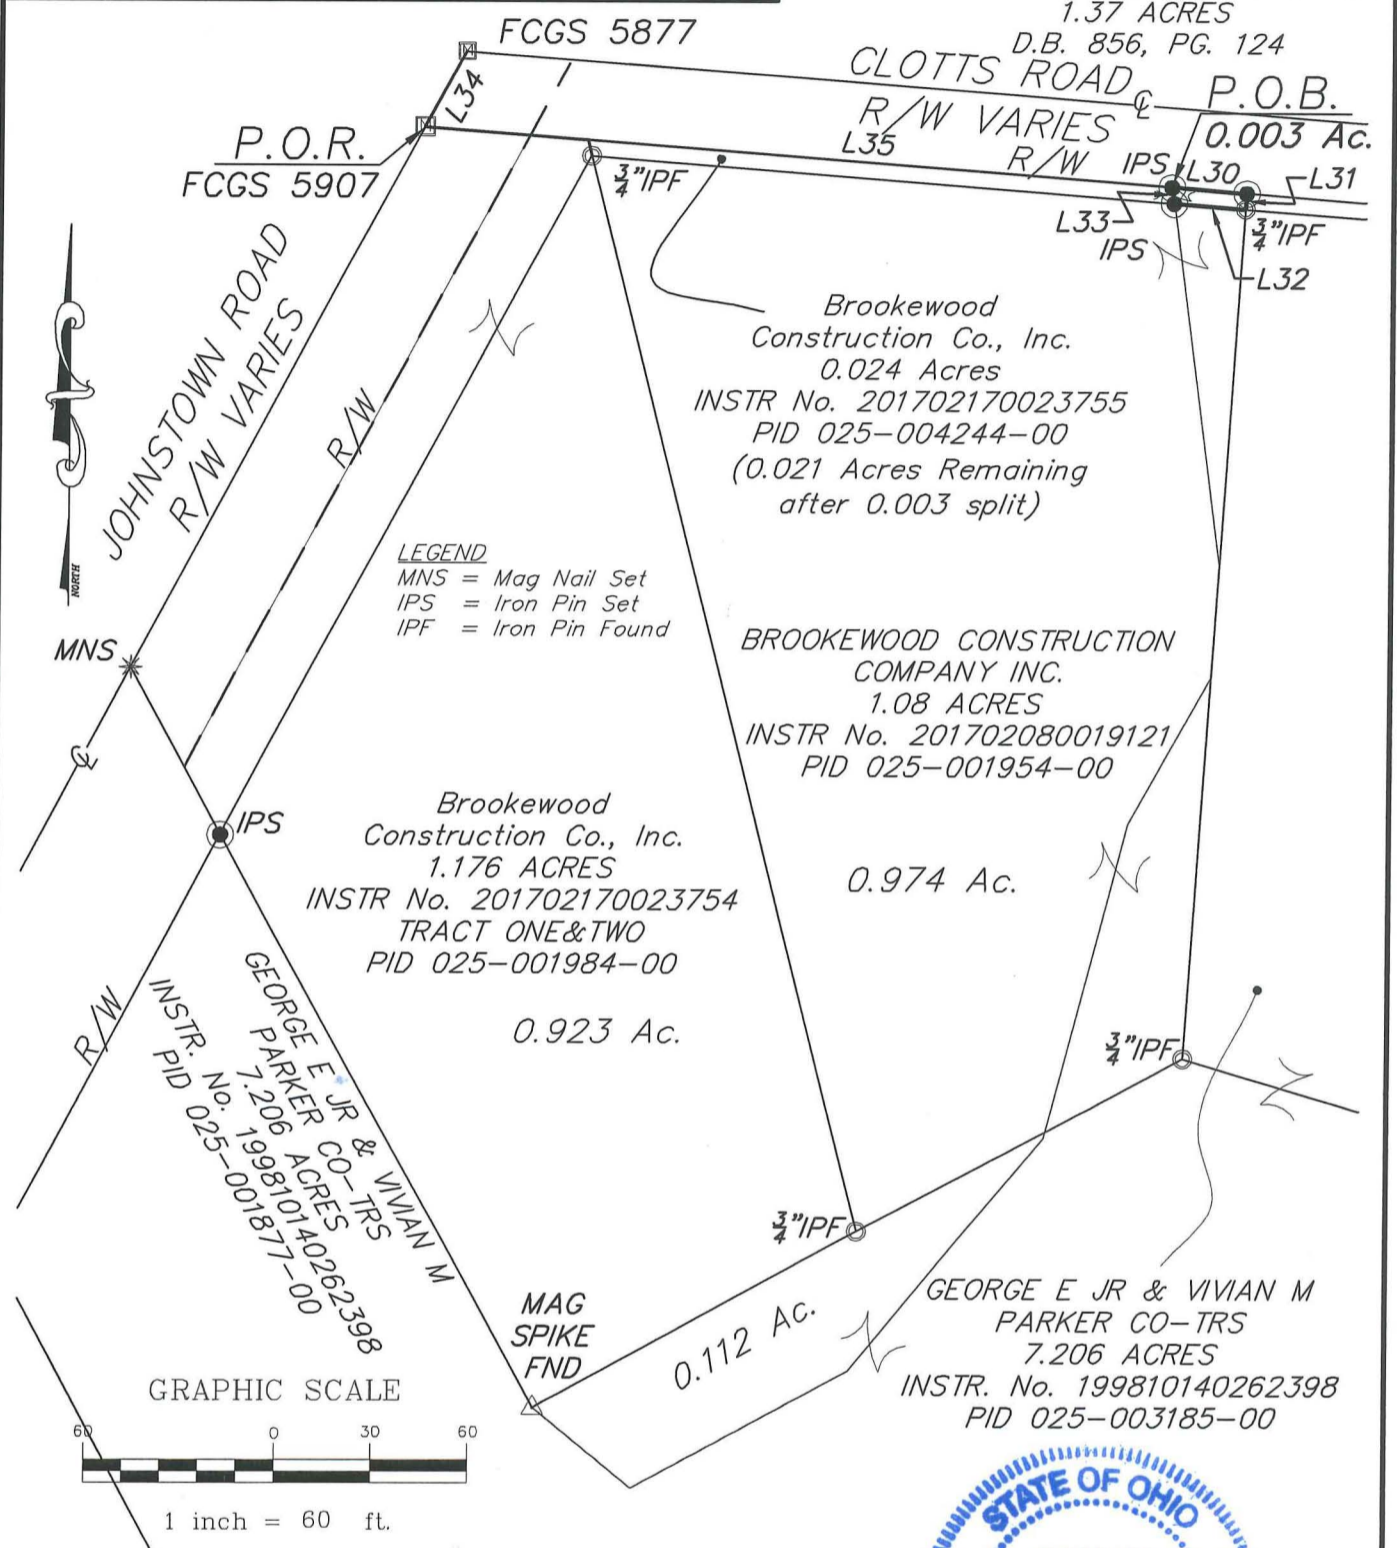 1.37 ACRES
D.B. 856, PG. 124
FCGS 5877
CLOTTS ROAD ℄
R/W VARIES
P.O.B.
0.003 Ac.
L34
P.O.R.
FCGS 5907
L35
R/W
IPS
L30
L31
3/4"IPF
L33
IPS
3/4"IPF
L32
JOHNSTOWN ROAD
R/W VARIES
R/W
NORTH
Brookewood
Construction Co., Inc.
0.024 Acres
INSTR No. 201702170023755
PID 025-004244-00
(0.021 Acres Remaining
after 0.003 split)
LEGEND
MNS = Mag Nail Set
IPS = Iron Pin Set
IPF = Iron Pin Found
MNS
℄
BROOKEWOOD CONSTRUCTION
COMPANY INC.
1.08 ACRES
INSTR No. 201702080019121
PID 025-001954-00
0.974 Ac.
IPS
Brookewood
Construction Co., Inc.
1.176 ACRES
INSTR No. 201702170023754
TRACT ONE&TWO
PID 025-001984-00
0.923 Ac.
R/W
GEORGE E JR & VIVIAN M
PARKER CO-TRS
7.206 ACRES
INSTR. No. 199810140262398
PID 025-001877-00
3/4"IPF
3/4"IPF
MAG
SPIKE
FND
0.112 Ac.
GEORGE E JR & VIVIAN M
PARKER CO-TRS
7.206 ACRES
INSTR. No. 199810140262398
PID 025-003185-00
GRAPHIC SCALE
60 0 30 60
1 inch = 60 ft.
STATE OF OHIO